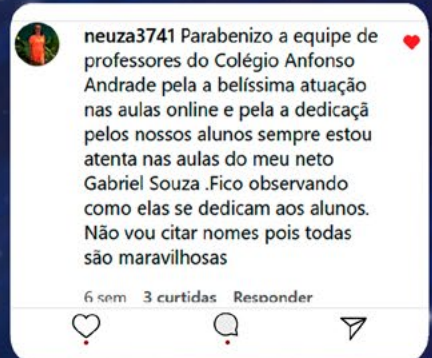 neuza3741 Parabenizo a equipe de
professores do Colégio Anfonso
Andrade pela a belíssima atuação
nas aulas online e pela a dedicaçã
pelos nossos alunos sempre estou
atenta nas aulas do meu neto
Gabriel Souza .Fico observando
como elas se dedicam aos alunos.
Não vou citar nomes pois todas
são maravilhosas
6 sem 3 curtidas Responder